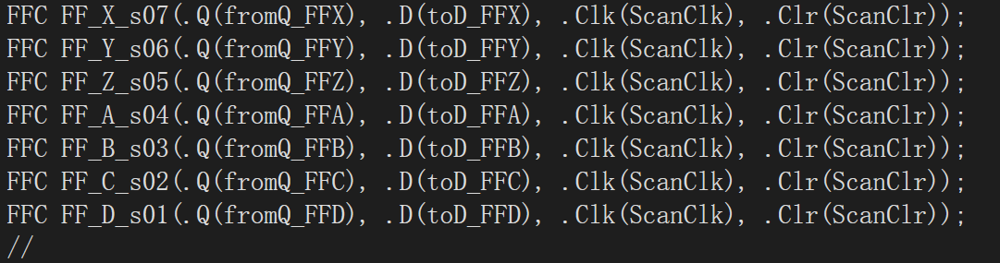 FFC FF_X_s07(.Q(fromQ_FFX), .D(toD_FFX), .Clk(ScanClk), .Clr(ScanClr));
FFC FF_Y_s06(.Q(fromQ_FFY), .D(toD_FFY), .Clk(ScanClk), .Clr(ScanClr));
FFC FF_Z_s05(.Q(fromQ_FFZ), .D(toD_FFZ), .Clk(ScanClk), .Clr(ScanClr));
FFC FF_A_s04(.Q(fromQ_FFA), .D(toD_FFA), .Clk(ScanClk), .Clr(ScanClr));
FFC FF_B_s03(.Q(fromQ_FFB), .D(toD_FFB), .Clk(ScanClk), .Clr(ScanClr));
FFC FF_C_s02(.Q(fromQ_FFC), .D(toD_FFC), .Clk(ScanClk), .Clr(ScanClr));
FFC FF_D_s01(.Q(fromQ_FFD), .D(toD_FFD), .Clk(ScanClk), .Clr(ScanClr));
//